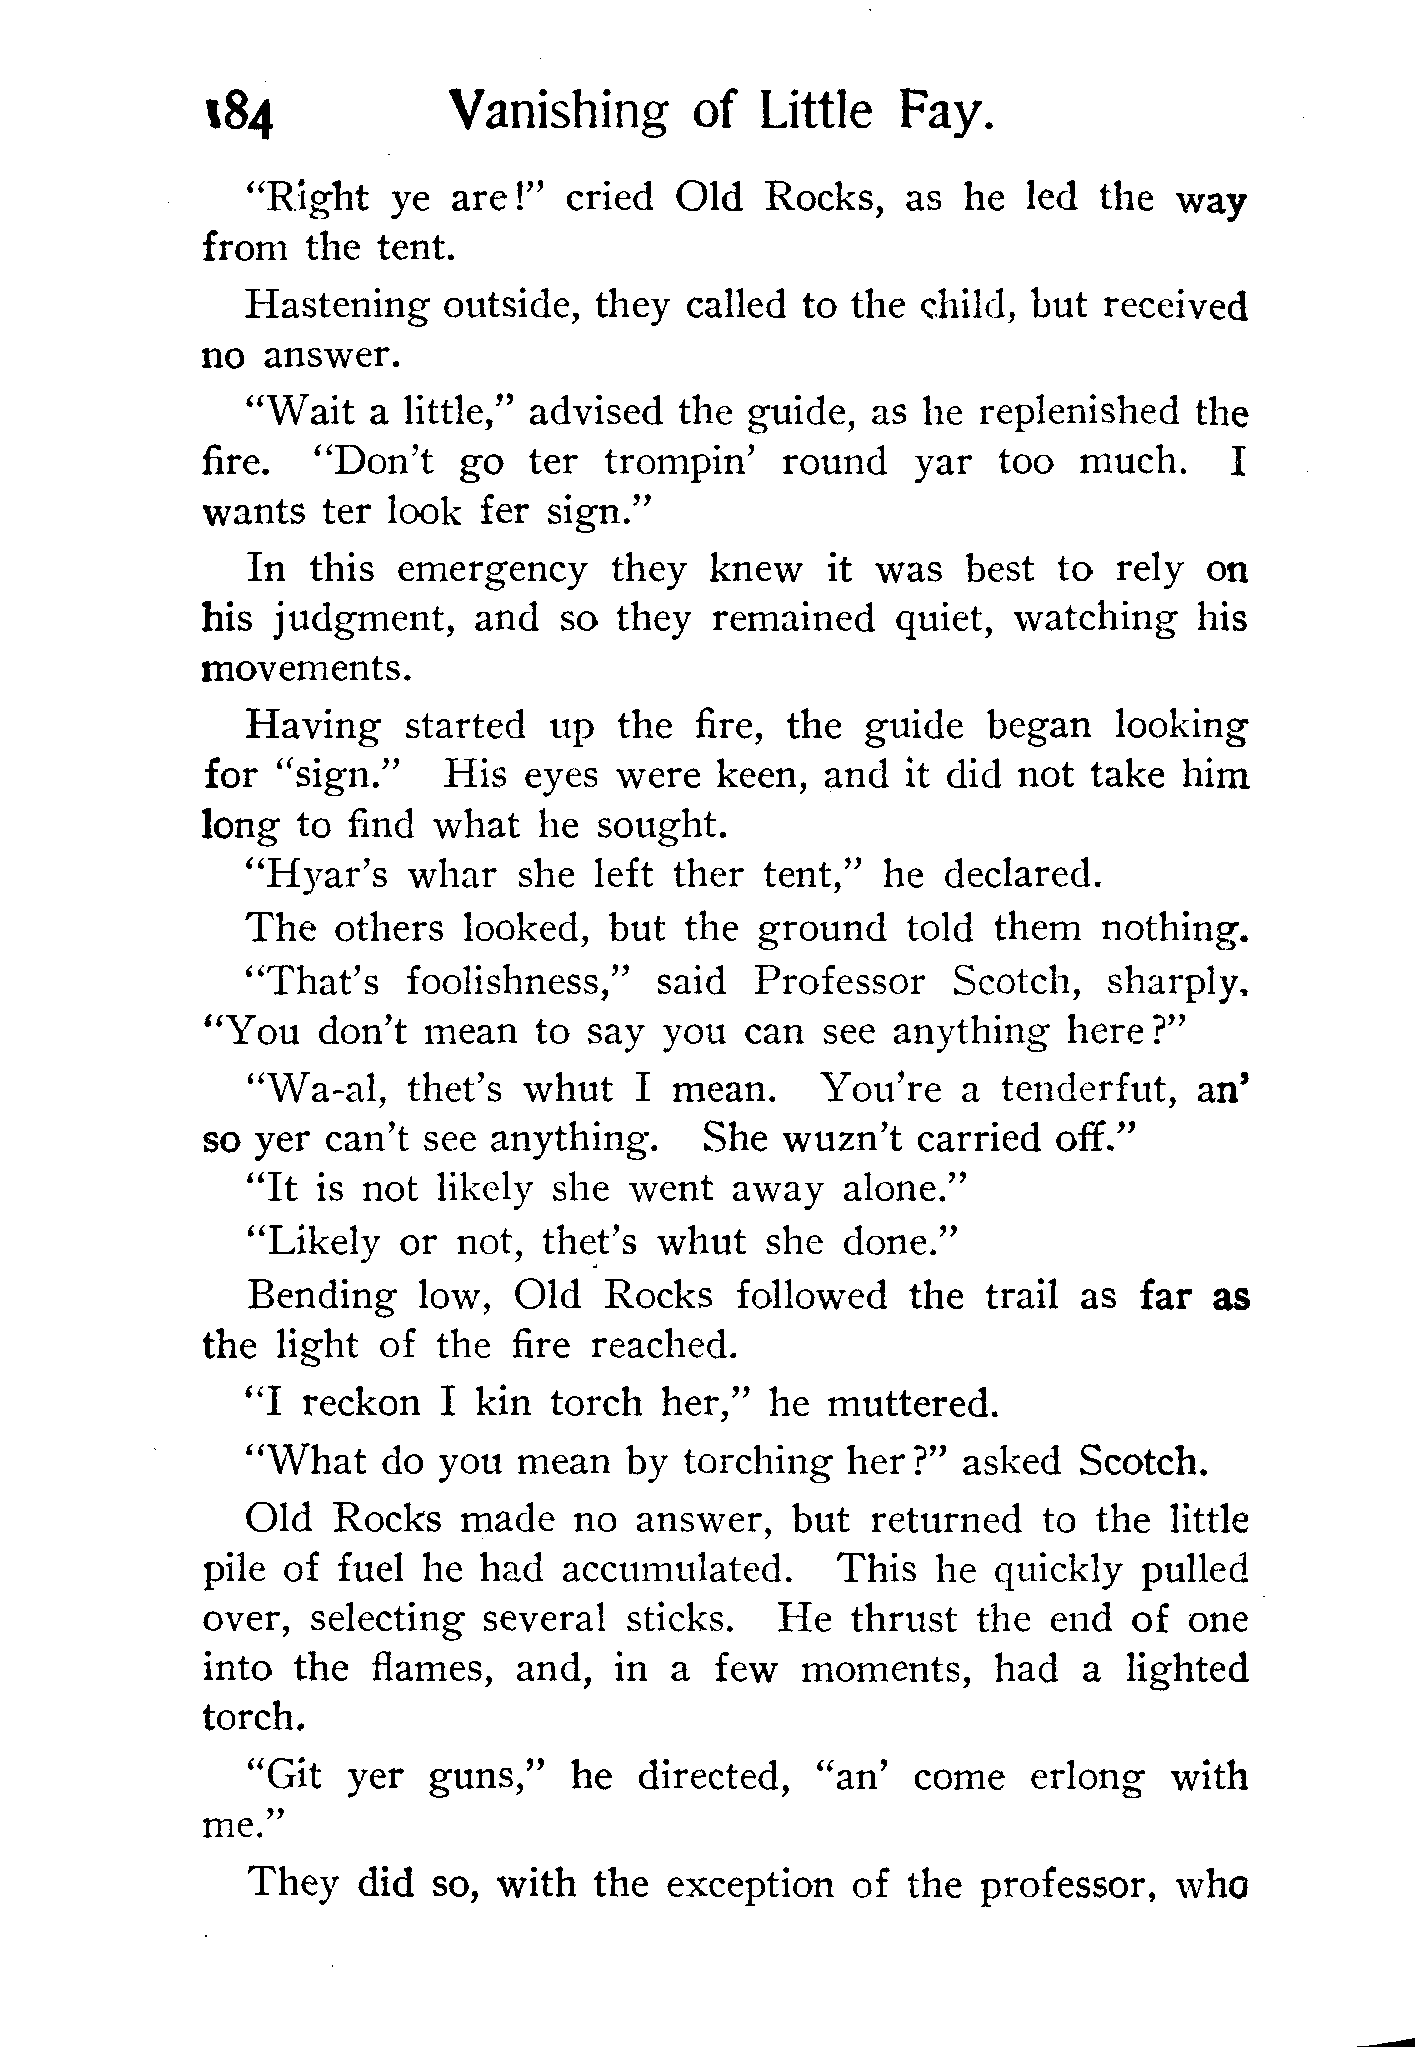 184 Vanishing of Little Fay.
"Right ye are!" cried Old Rocks, as he led the way
from the tent.
Hastening outside, they called to the child, but received
no answer.
"Wait a little," advised the guide, as he replenished the
fire. "Don't go ter trompin' round yar too much. I
wants ter look fer sign."
In this emergency they knew it was best to rely on
his judgment, and so they remained quiet, watching his
movements.
Having started up the fire, the guide began looking
for "sign." His eyes were keen, and it did not take him
long to find what he sought.
"Hyar's whar she left ther tent," he declared.
The others looked, but the ground told them nothing.
"That's foolishness," said Professor Scotch, sharply.
"You don't mean to say you can see anything here?"
"Wa-al, thet's whut I mean. You're a tenderfut, an'
so yer can't see anything. She wuzn't carried off."
"It is not likely she went away alone."
"Likely or not, thet's whut she done."
Bending low, Old Rocks followed the trail as far as
the light of the fire reached.
"I reckon I kin torch her," he muttered.
"What do you mean by torching her?" asked Scotch.
Old Rocks made no answer, but returned to the little
pile of fuel he had accumulated. This he quickly pulled
over, selecting several sticks. He thrust the end of one
into the flames, and, in a few moments, had a lighted
torch.
"Git yer guns," he directed, "an' come erlong with
me."
They did so, with the exception of the professor, who